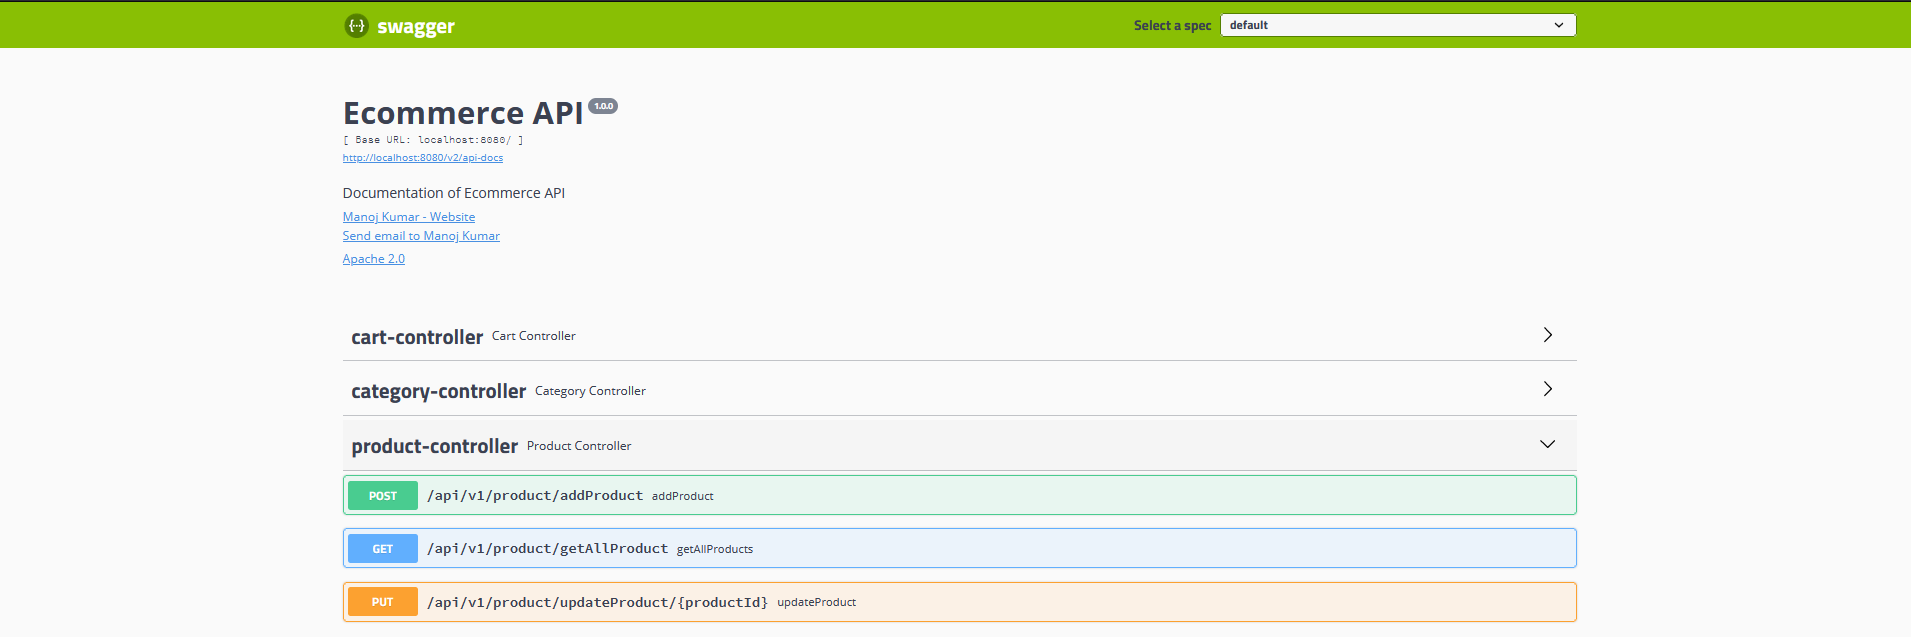 {···} swagger
Select a spec default
Ecommerce API 1.0.0
[ Base URL: localhost:8080/ ]
http://localhost:8080/v2/api-docs
Documentation of Ecommerce API
Manoj Kumar - Website
Send email to Manoj Kumar
Apache 2.0
cart-controller Cart Controller
category-controller Category Controller
product-controller Product Controller
POST /api/v1/product/addProduct addProduct
GET /api/v1/product/getAllProduct getAllProducts
PUT /api/v1/product/updateProduct/{productId} updateProduct